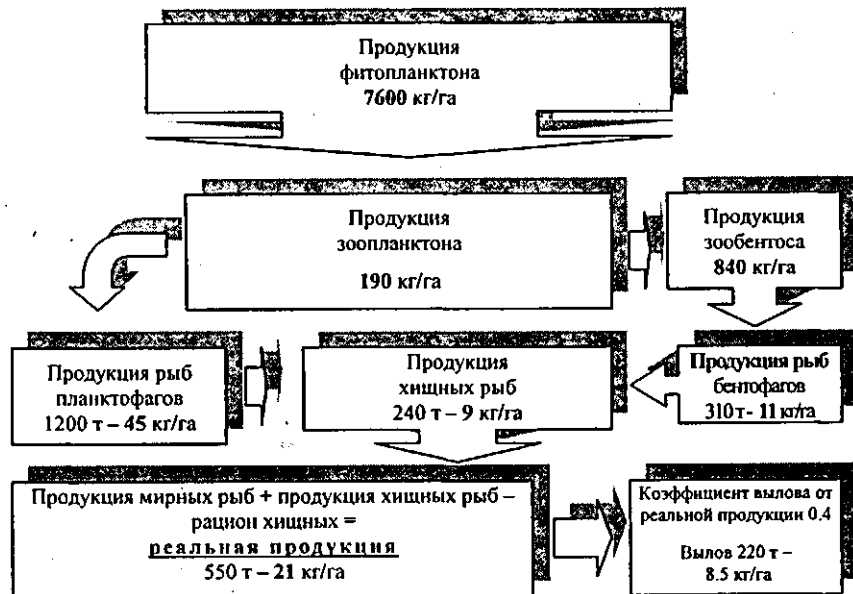 Продукция
фитопланктона
7600 кг/га
Продукция
зоопланктона
190 кг/га
Продукция
зообентоса
840 кг/га
Продукция рыб
планктофагов
1200 т – 45 кг/га
Продукция
хищных рыб
240 т – 9 кг/га
Продукция рыб
бентофагов
310т- 11 кг/га
Продукция мирных рыб + продукция хищных рыб –
рацион хищных =
реальная продукция
550 т – 21 кг/га
Коэффициент вылова от
реальной продукции 0.4
Вылов 220 т –
8.5 кг/га